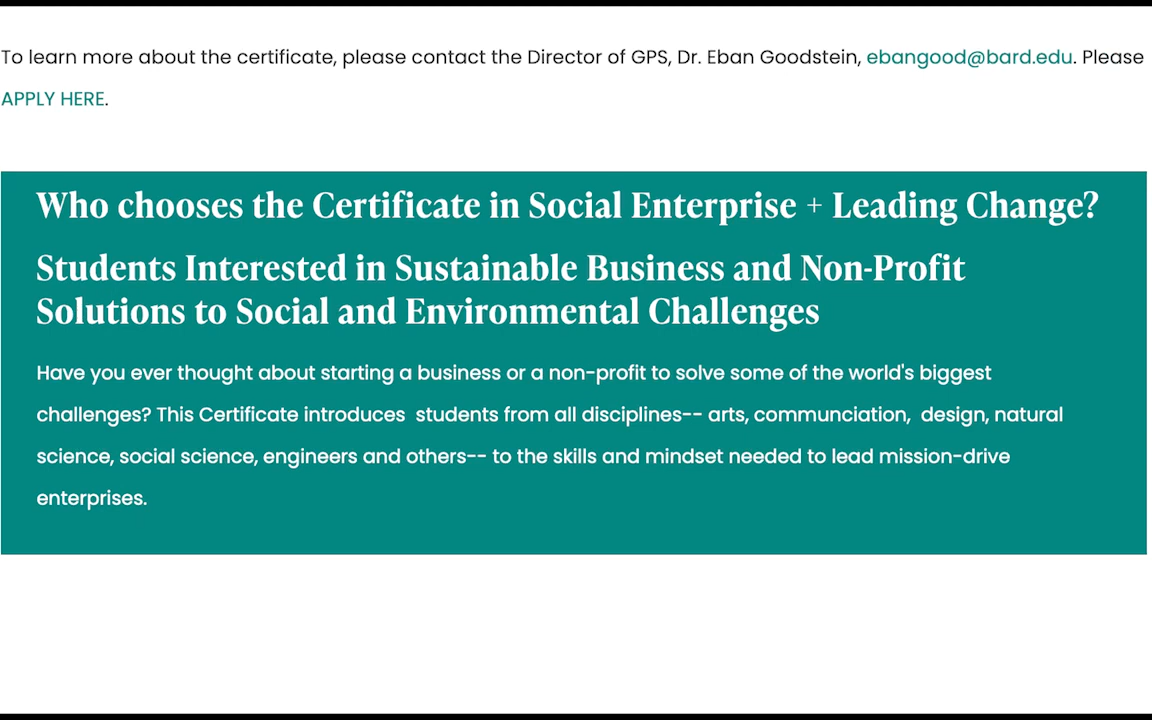 To learn more about the certificate, please contact the Director of GPS, Dr. Eban Goodstein, ebangood@bard.edu. Please
APPLY HERE.
Who chooses the Certificate in Social Enterprise + Leading Change?
Students Interested in Sustainable Business and Non-Profit
Solutions to Social and Environmental Challenges
Have you ever thought about starting a business or a non-profit to solve some of the world's biggest
challenges? This Certificate introduces  students from all disciplines-- arts, communciation,  design, natural
science, social science, engineers and others-- to the skills and mindset needed to lead mission-drive
enterprises.